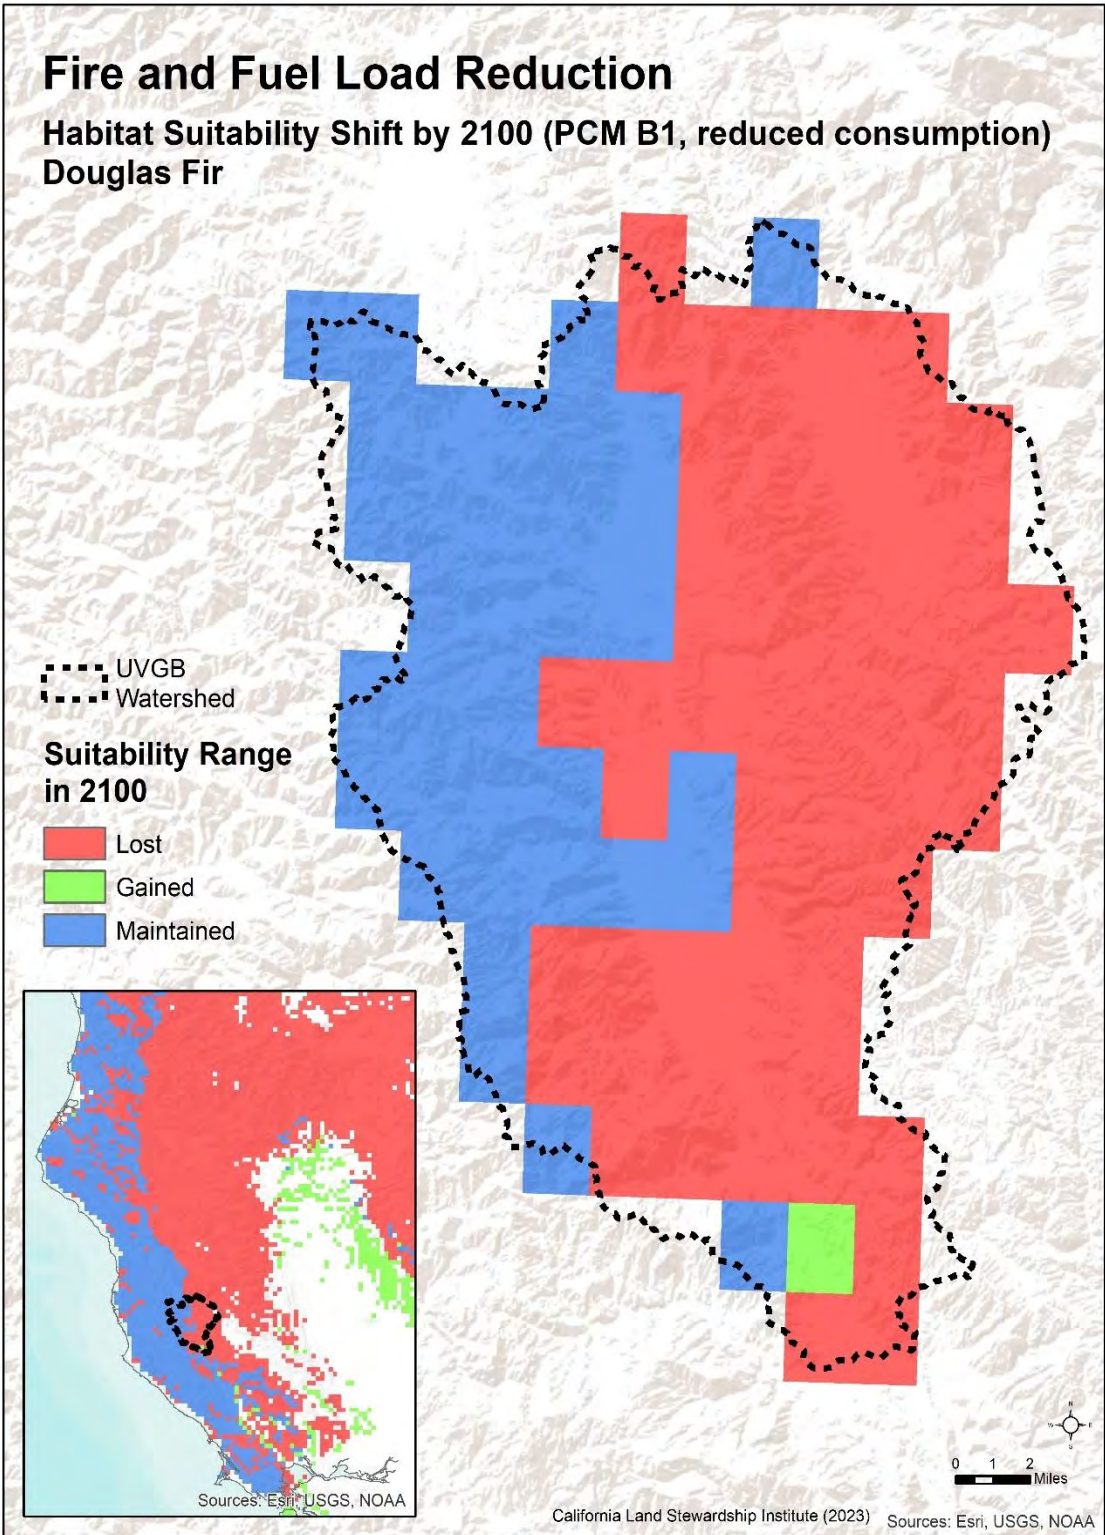 Fire and Fuel Load Reduction
Habitat Suitability Shift by 2100 (PCM B1, reduced consumption)
Douglas Fir
UVGB
Watershed
Suitability Range
in 2100
Lost
Gained
Maintained
Sources: Esri, USGS, NOAA
N
W E
S
0 1 2
Miles
California Land Stewardship Institute (2023)
Sources: Esri, USGS, NOAA